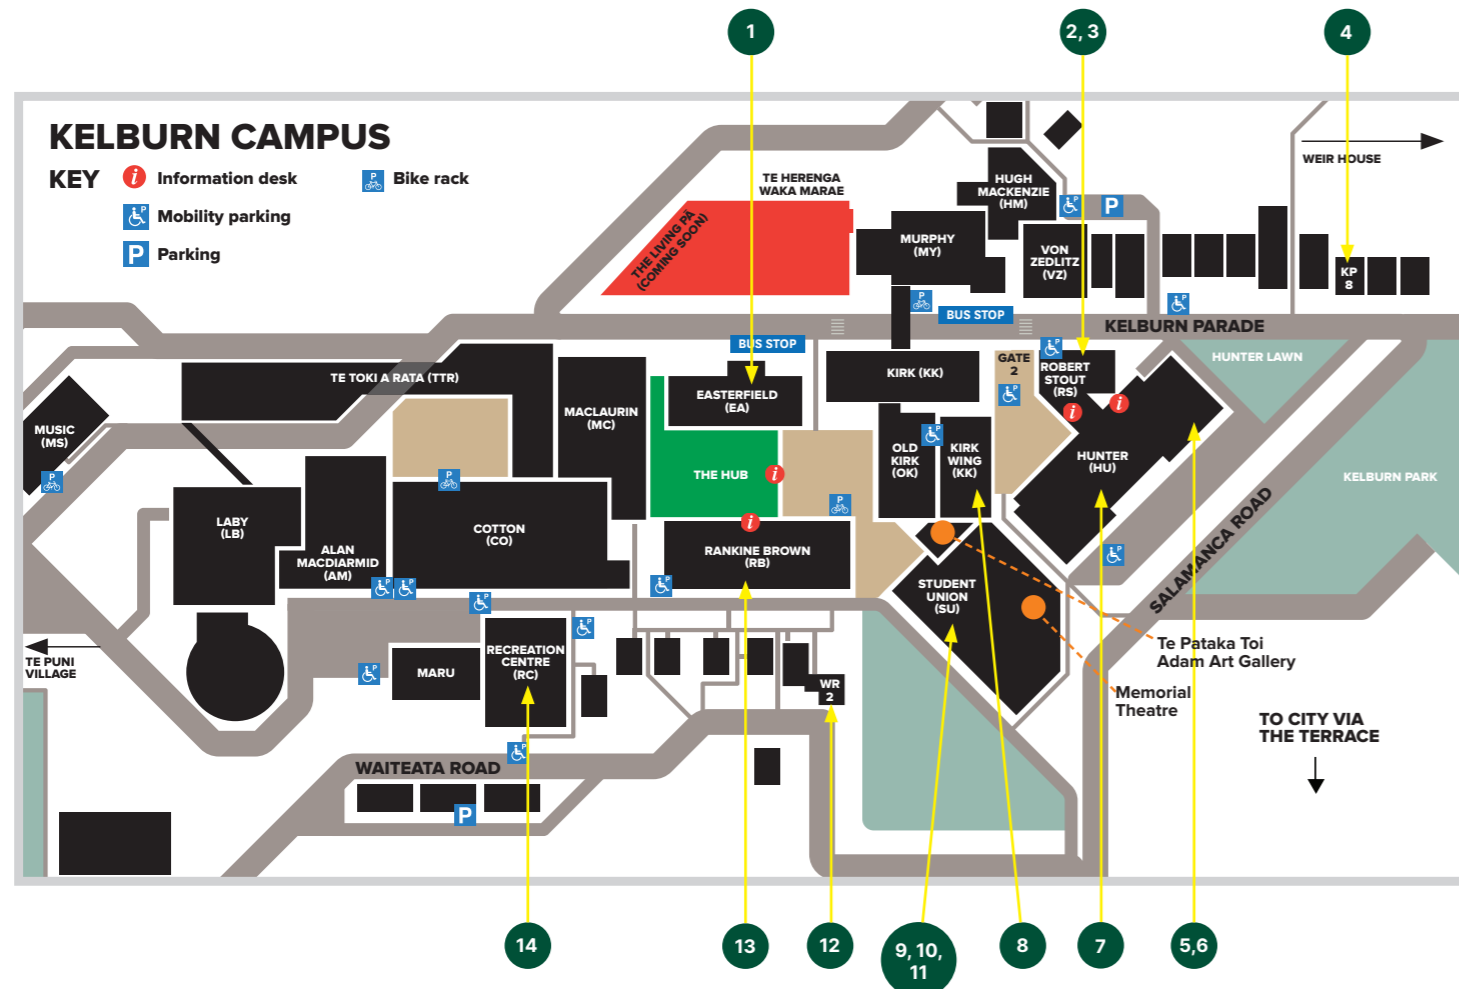 1
2, 3
4
KELBURN CAMPUS
KEY
i Information desk
P Bike rack
P Mobility parking
P Parking
WEIR HOUSE
TE HERENGA
WAKA MARAE
THE LIVING PĀ
(COMING SOON)
HUGH
MACKENZIE
(HM)
P
P
MURPHY
(MY)
VON
ZEDLITZ
(VZ)
KP
8
P
P
BUS STOP
KELBURN PARADE
BUS STOP
P
HUNTER LAWN
TE TOKI A RATA (TTR)
KIRK (KK)
GATE
2
P
ROBERT
STOUT
(RS)
EASTERFIELD
(EA)
MACLAURIN
(MC)
i
i
MUSIC
(MS)
P
OLD
KIRK
(OK)
P
KIRK
WING
(KK)
HUNTER
(HU)
THE HUB
i
KELBURN PARK
P
P
LABY
(LB)
COTTON
(CO)
i
RANKINE BROWN
(RB)
ALAN
MACDIARMID
(AM)
P
P
P
P
P
STUDENT
UNION
(SU)
SALAMANCA ROAD
TE PUNI
VILLAGE
P
MARU
RECREATION
CENTRE
(RC)
P
WR
2
Te Pataka Toi
Adam Art Gallery
Memorial
Theatre
TO CITY VIA
THE TERRACE
P
WAITEATA ROAD
P
14
13
12
9, 10,
11
8
7
5,6